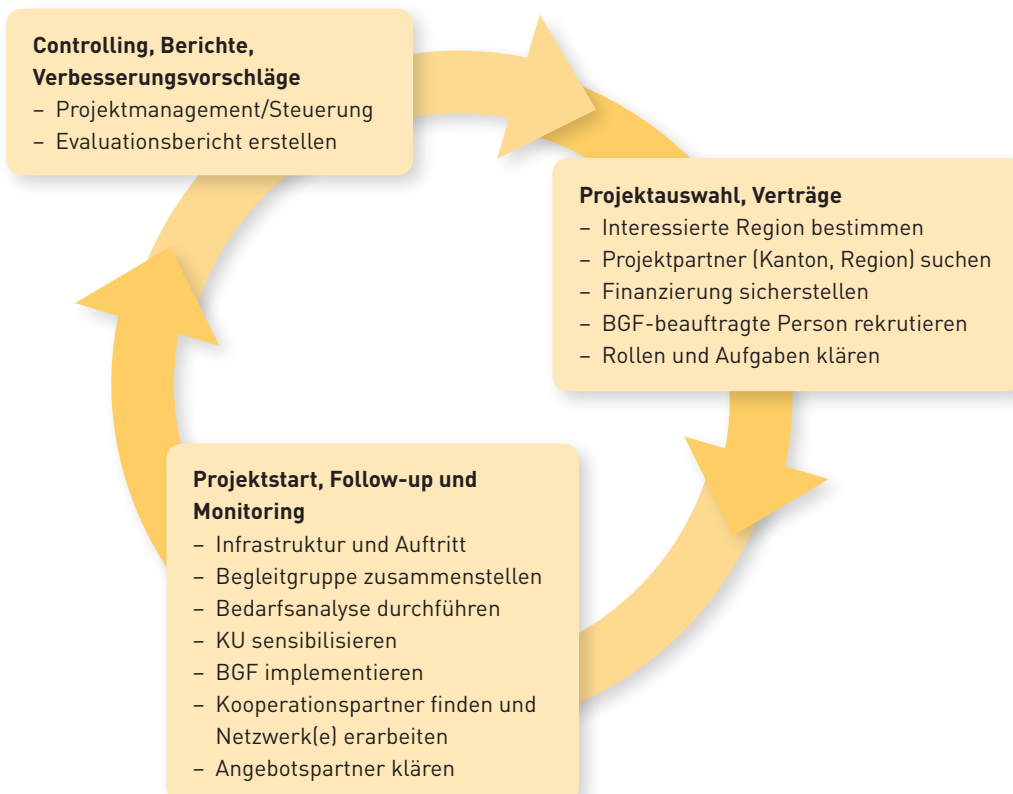 Controlling, Berichte,
Verbesserungsvorschläge
– Projektmanagement/Steuerung
– Evaluationsbericht erstellen
Projektauswahl, Verträge
– Interessierte Region bestimmen
– Projektpartner (Kanton, Region) suchen
– Finanzierung sicherstellen
– BGF-beauftragte Person rekrutieren
– Rollen und Aufgaben klären
Projektstart, Follow-up und
Monitoring
– Infrastruktur und Auftritt
– Begleitgruppe zusammenstellen
– Bedarfsanalyse durchführen
– KU sensibilisieren
– BGF implementieren
– Kooperationspartner finden und
Netzwerk(e) erarbeiten
– Angebotspartner klären